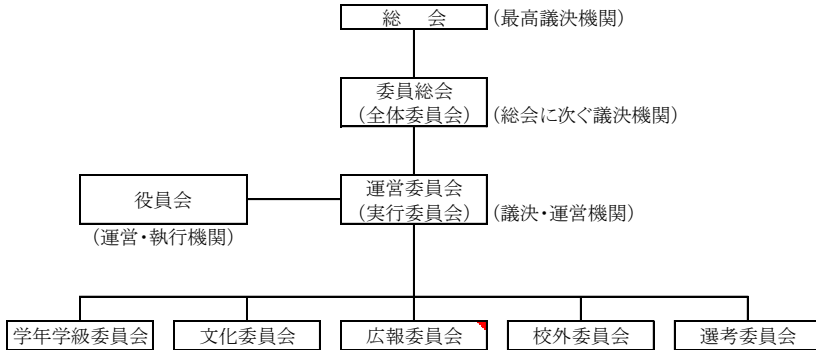 総　会
(最高議決機関)
委員総会
(全体委員会)
(総会に次ぐ議決機関)
役員会
(運営・執行機関)
運営委員会
(実行委員会)
(議決・運営機関)
学年学級委員会
文化委員会
広報委員会
校外委員会
選考委員会